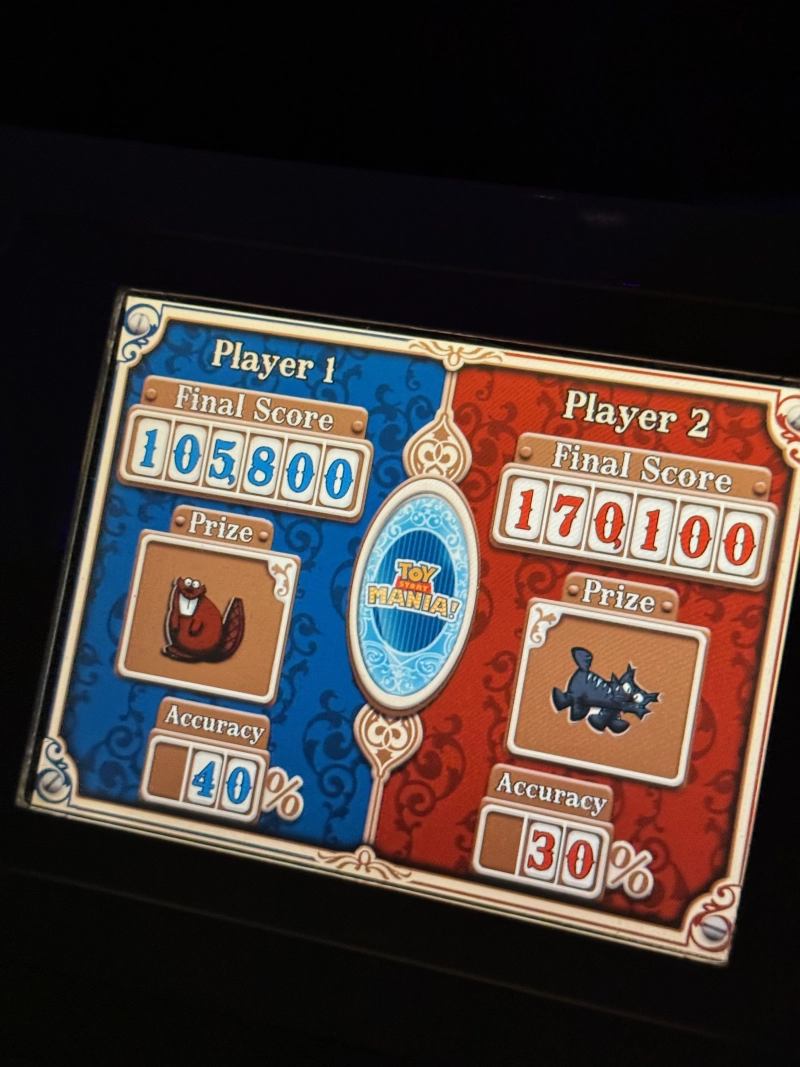 Player 1
Final Score
105,800
Prize
Accuracy
40%
TOY
STORY
MANIA!
Player 2
Final Score
170,100
Prize
Accuracy
30%